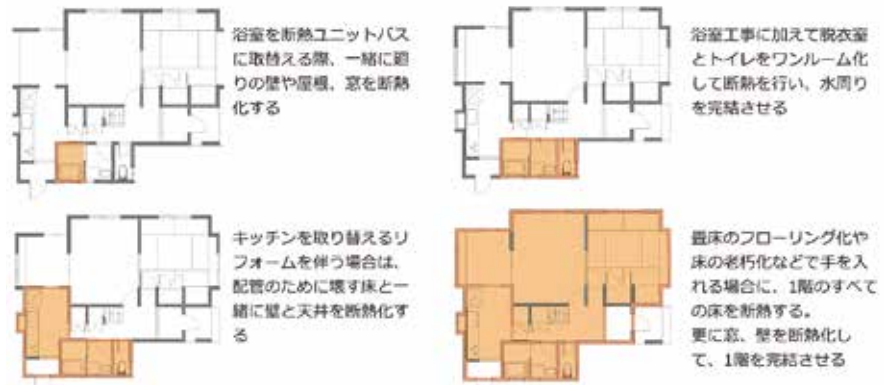 浴室を断熱ユニットバス
に取替える際、一緒に廻
りの壁や屋根、窓を断熱
化する
浴室工事に加えて脱衣室
とトイレをワンルーム化
して断熱を行い、水周り
を完結させる
キッチンを取り替えるリ
フォームを伴う場合は、
配管のために壊す床と一
緒に壁と天井を断熱化す
る
畳床のフローリング化や
床の老朽化などで手を入
れる場合に、1階のすべて
の床を断熱する。
更に窓、壁を断熱化し
て、1階を完結させる